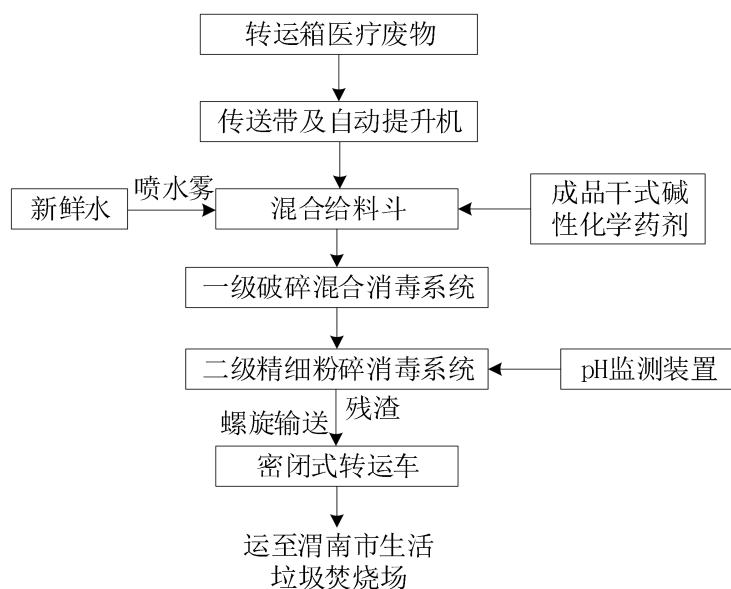 转运箱医疗废物
传送带及自动提升机
喷水雾
新鲜水
混合给料斗
成品干式碱
性化学药剂
一级破碎混合消毒系统
二级精细粉碎消毒系统
pH监测装置
残渣
螺旋输送
密闭式转运车
运至渭南市生活
垃圾焚烧场